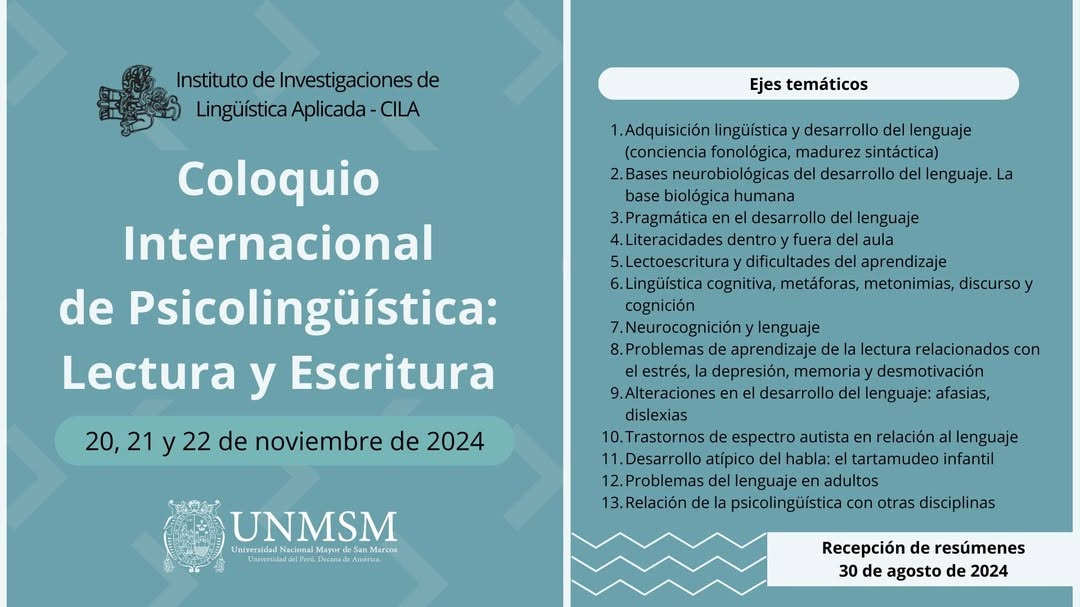 Instituto de Investigaciones de
Lingüística Aplicada - CILA
Coloquio
Internacional
de Psicolingüística:
Lectura y Escritura
20, 21 y 22 de noviembre de 2024
UNMSM
Universidad Nacional Mayor de San Marcos
Universidad del Perú. Decana de América.
Ejes temáticos
1. Adquisición lingüística y desarrollo del lenguaje
(conciencia fonológica, madurez sintáctica)
2. Bases neurobiológicas del desarrollo del lenguaje. La
base biológica humana
3. Pragmática en el desarrollo del lenguaje
4. Literacidades dentro y fuera del aula
5. Lectoescritura y dificultades del aprendizaje
6. Lingüística cognitiva, metáforas, metonimias, discurso y
cognición
7. Neurocognición y lenguaje
8. Problemas de aprendizaje de la lectura relacionados con
el estrés, la depresión, memoria y desmotivación
9. Alteraciones en el desarrollo del lenguaje: afasias,
dislexias
10. Trastornos de espectro autista en relación al lenguaje
11. Desarrollo atípico del habla: el tartamudeo infantil
12. Problemas del lenguaje en adultos
13. Relación de la psicolingüística con otras disciplinas
Recepción de resúmenes
30 de agosto de 2024